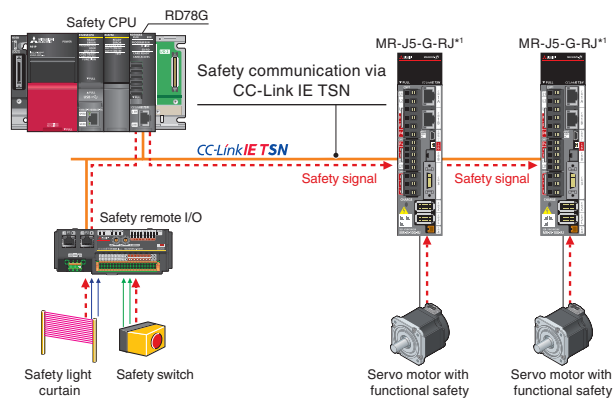 Safety CPU
RD78G
MR-J5-G-RJ*1
MR-J5-G-RJ*1
Safety communication via
CC-Link IE TSN
CC-Link IE TSN
Safety signal
Safety signal
Safety remote I/O
Safety light
curtain
Safety switch
Servo motor with
functional safety
Servo motor with
functional safety